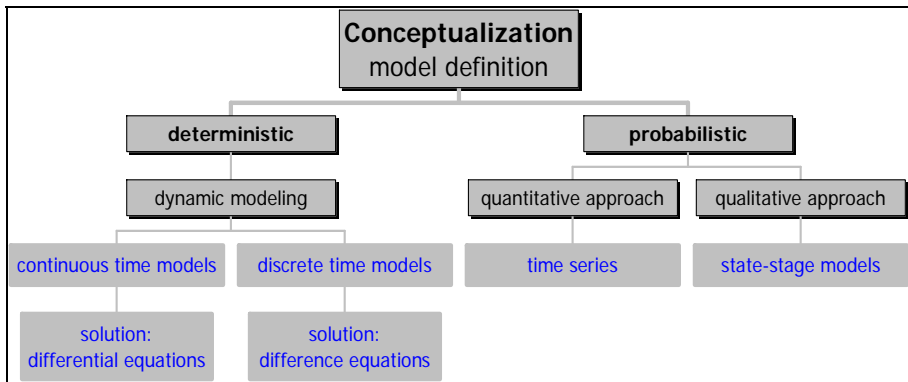 Conceptualization
model definition
deterministic
probabilistic
dynamic modeling
quantitative approach
qualitative approach
continuous time models
discrete time models
time series
state-stage models
solution:
differential equations
solution:
difference equations